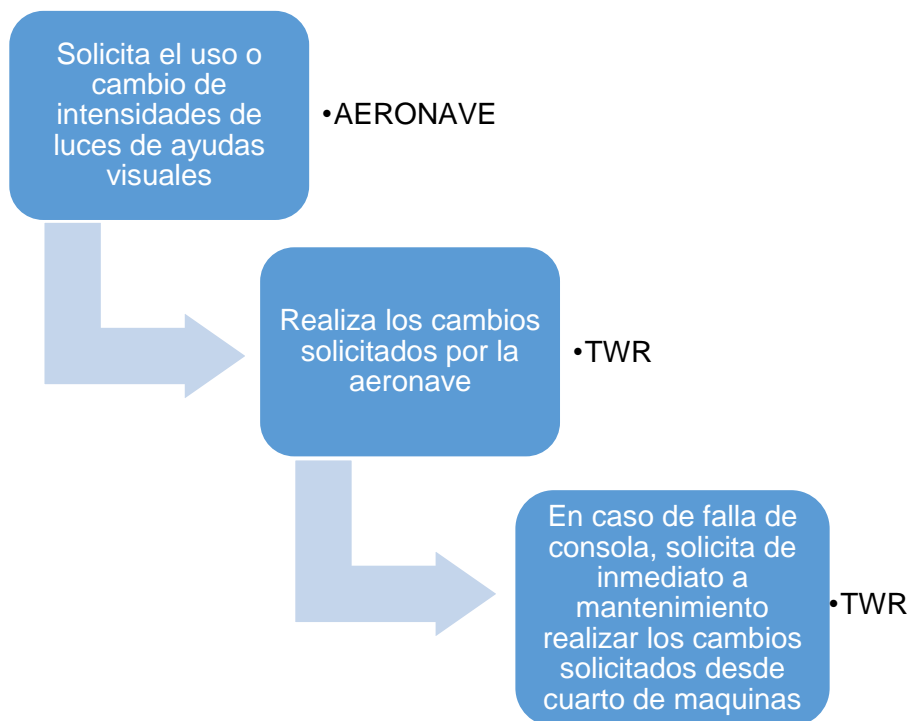 Solicita el uso o
cambio de
intensidades de
luces de ayudas
visuales
•AERONAVE
Realiza los cambios
solicitados por la
aeronave
•TWR
En caso de falla de
consola, solicita de
inmediato a
mantenimiento
realizar los cambios
solicitados desde
cuarto de maquinas
•TWR